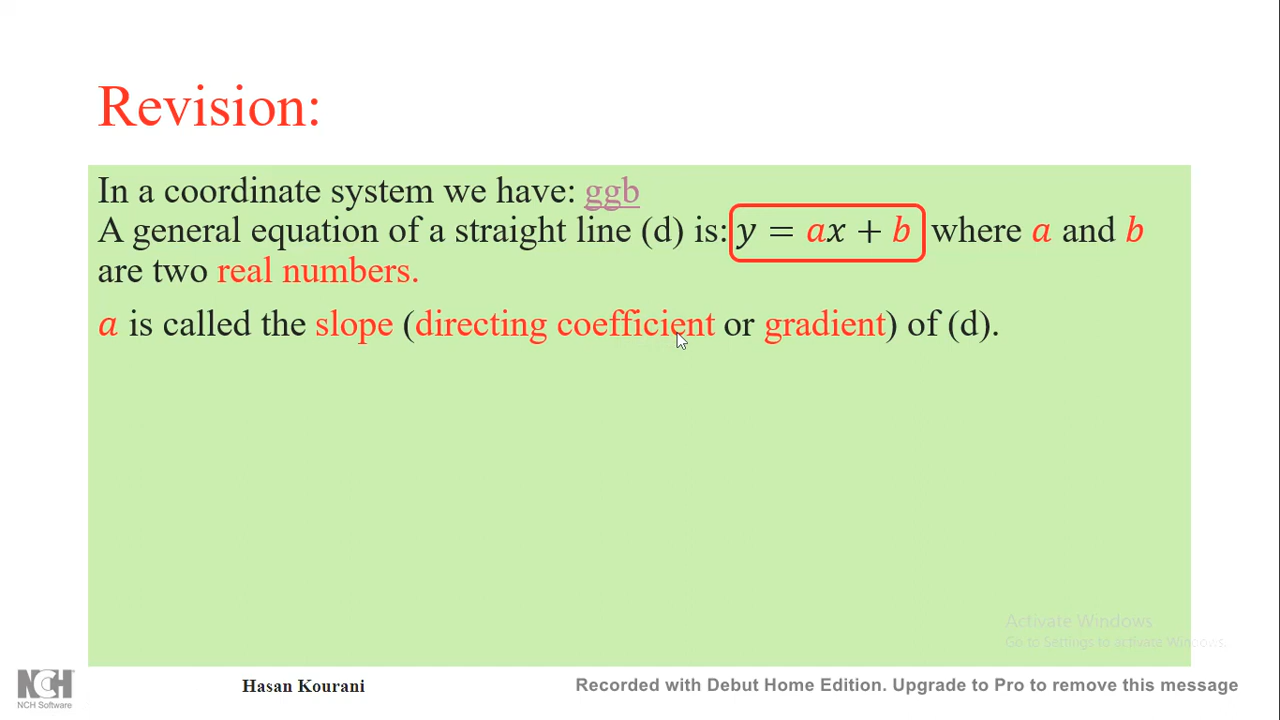 Revision:
In a coordinate system we have: ggb
A general equation of a straight line (d) is: y = ax + b where a and b
are two real numbers.
a is called the slope (directing coefficient or gradient) of (d).
Activate Windows
Go to Settings to activate Windows.
NCH
NCH Software
Hasan Kourani
Recorded with Debut Home Edition. Upgrade to Pro to remove this message